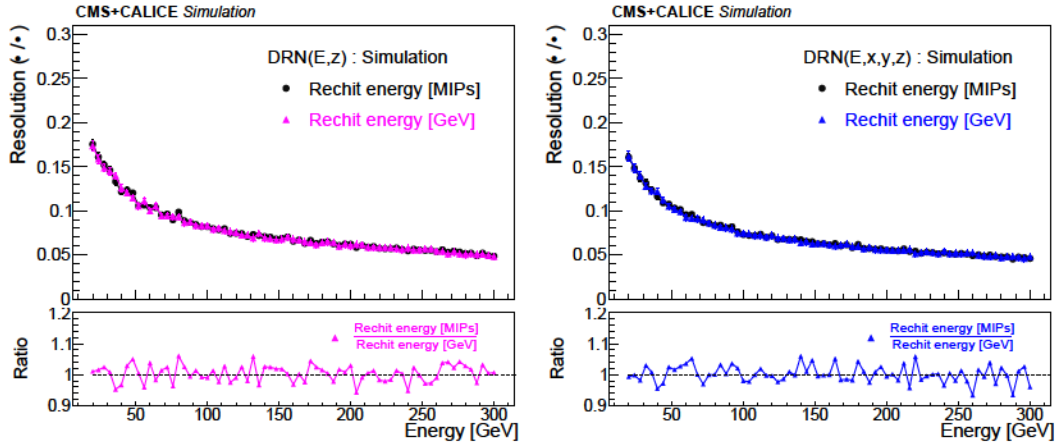 CMS+CALICE Simulation
Resolution (•/•)
0.3
0.25
0.2
0.15
0.1
0.05
0
DRN(E,z) : Simulation
Rechit energy [MIPs]
Rechit energy [GeV]
Ratio
1.2
1.1
1
0.9
Rechit energy [MIPs]
Rechit energy [GeV]
50
100
150
200
250
300
Energy [GeV]
CMS+CALICE Simulation
Resolution (•/•)
0.3
0.25
0.2
0.15
0.1
0.05
0
DRN(E,x,y,z) : Simulation
Rechit energy [MIPs]
Rechit energy [GeV]
Ratio
1.2
1.1
1
0.9
Rechit energy [MIPs]
Rechit energy [GeV]
50
100
150
200
250
300
Energy [GeV]